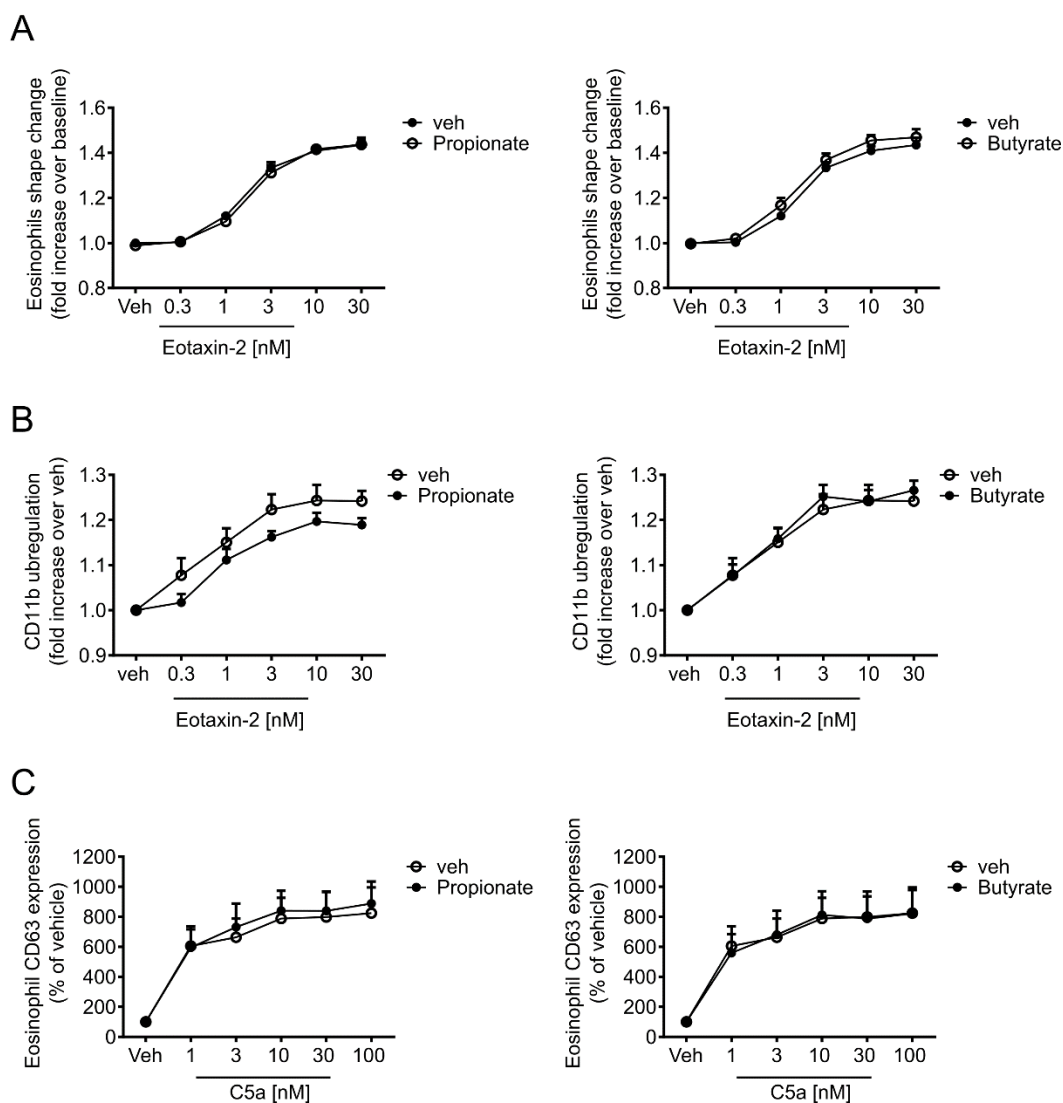 A
Eosinophils shape change
(fold increase over baseline)
1.6
1.4
1.2
1.0
0.8
Veh 0.3 1 3 10 30
Eotaxin-2 [nM]
veh
Propionate
Eosinophils shape change
(fold increase over baseline)
1.6
1.4
1.2
1.0
0.8
Veh 0.3 1 3 10 30
Eotaxin-2 [nM]
veh
Butyrate
B
CD11b ubregulation
(fold increase over veh)
1.3
1.2
1.1
1.0
0.9
veh 0.3 1 3 10 30
Eotaxin-2 [nM]
veh
Propionate
CD11b ubregulation
(fold increase over veh)
1.3
1.2
1.1
1.0
0.9
veh 0.3 1 3 10 30
Eotaxin-2 [nM]
veh
Butyrate
C
Eosinophil CD63 expression
(% of vehicle)
1200
1000
800
600
400
200
0
Veh 1 3 10 30 100
C5a [nM]
veh
Propionate
Eosinophil CD63 expression
(% of vehicle)
1200
1000
800
600
400
200
0
Veh 1 3 10 30 100
C5a [nM]
veh
Butyrate